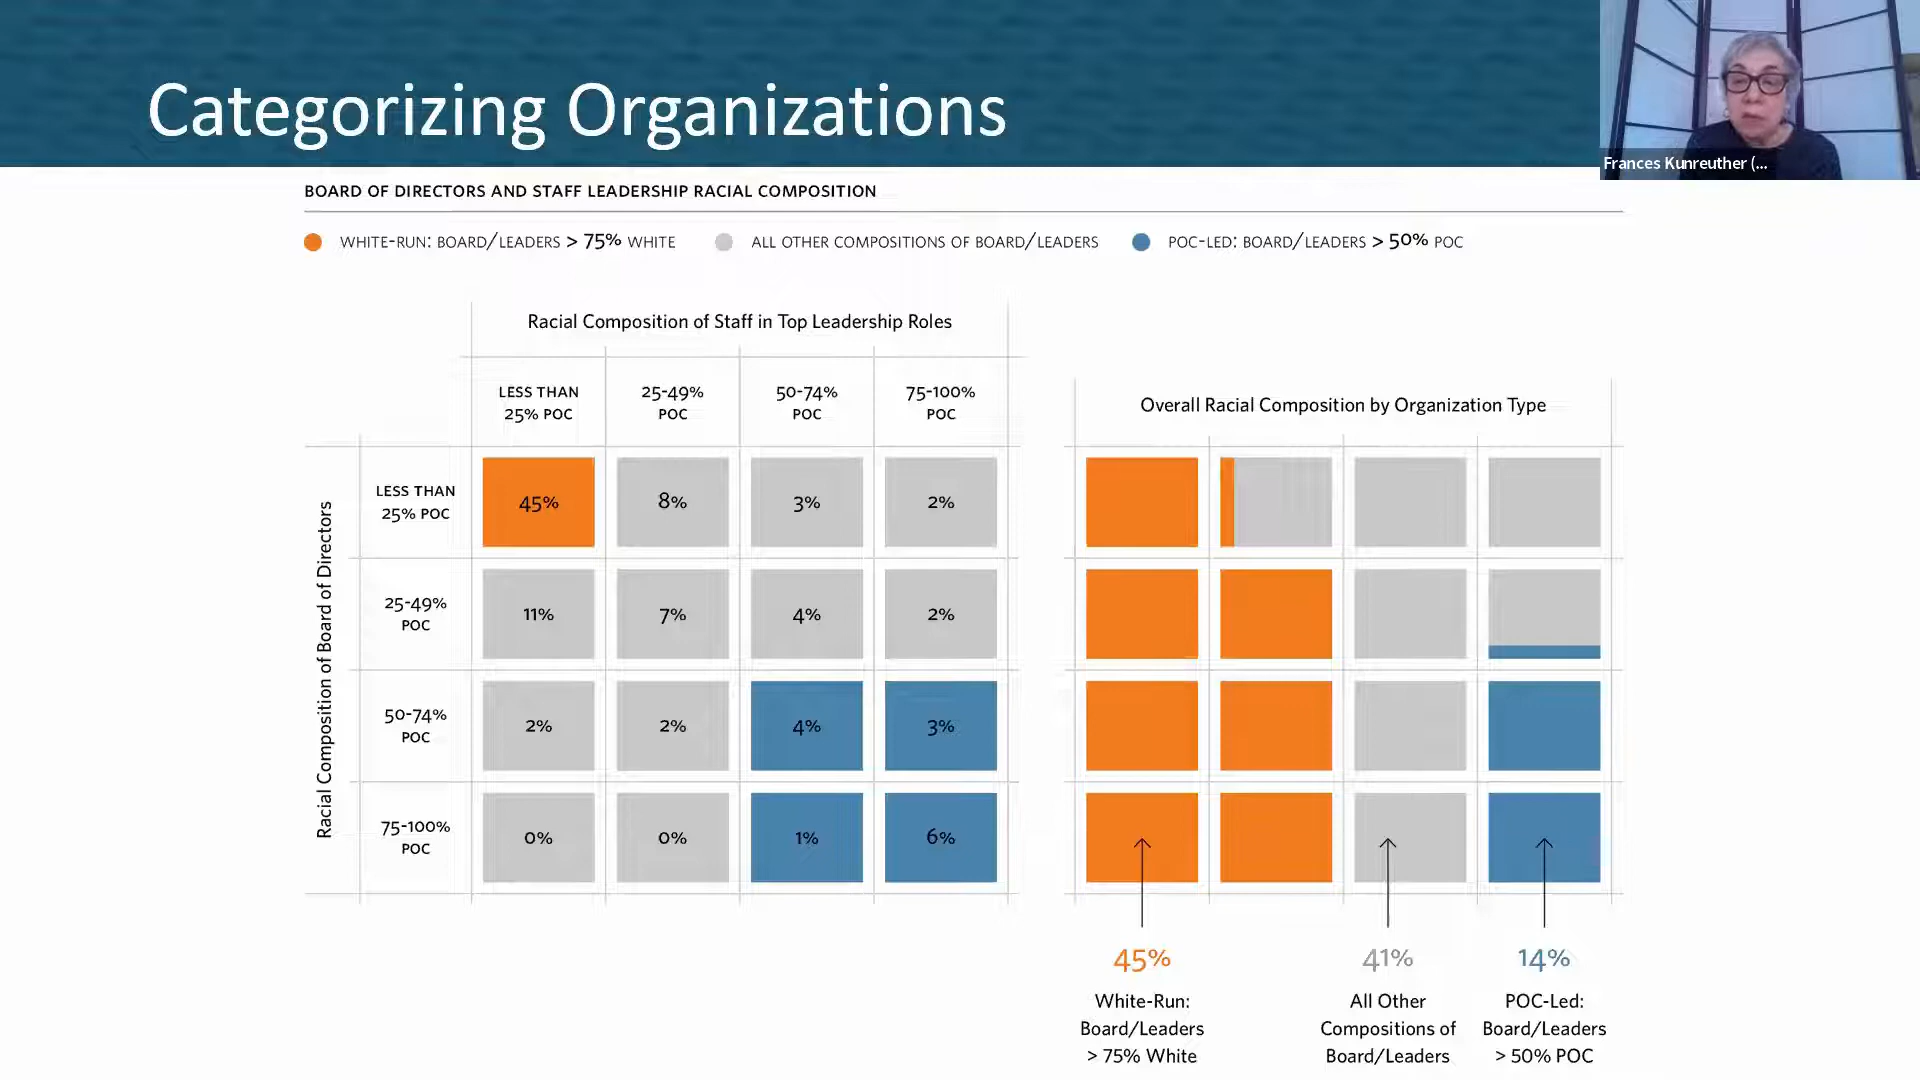 Categorizing Organizations
Frances Kunreuther (...
BOARD OF DIRECTORS AND STAFF LEADERSHIP RACIAL COMPOSITION
WHITE-RUN: BOARD/LEADERS > 75% WHITE
ALL OTHER COMPOSITIONS OF BOARD/LEADERS
POC-LED: BOARD/LEADERS > 50% POC
Racial Composition of Staff in Top Leadership Roles
LESS THAN
25% POC
25-49%
POC
50-74%
POC
75-100%
POC
Racial Composition of Board of Directors
LESS THAN
25% POC
45%
8%
3%
2%
25-49%
POC
11%
7%
4%
2%
50-74%
POC
2%
2%
4%
3%
75-100%
POC
0%
0%
1%
6%
Overall Racial Composition by Organization Type
45%
White-Run:
Board/Leaders
> 75% White
41%
All Other
Compositions of
Board/Leaders
14%
POC-Led:
Board/Leaders
> 50% POC